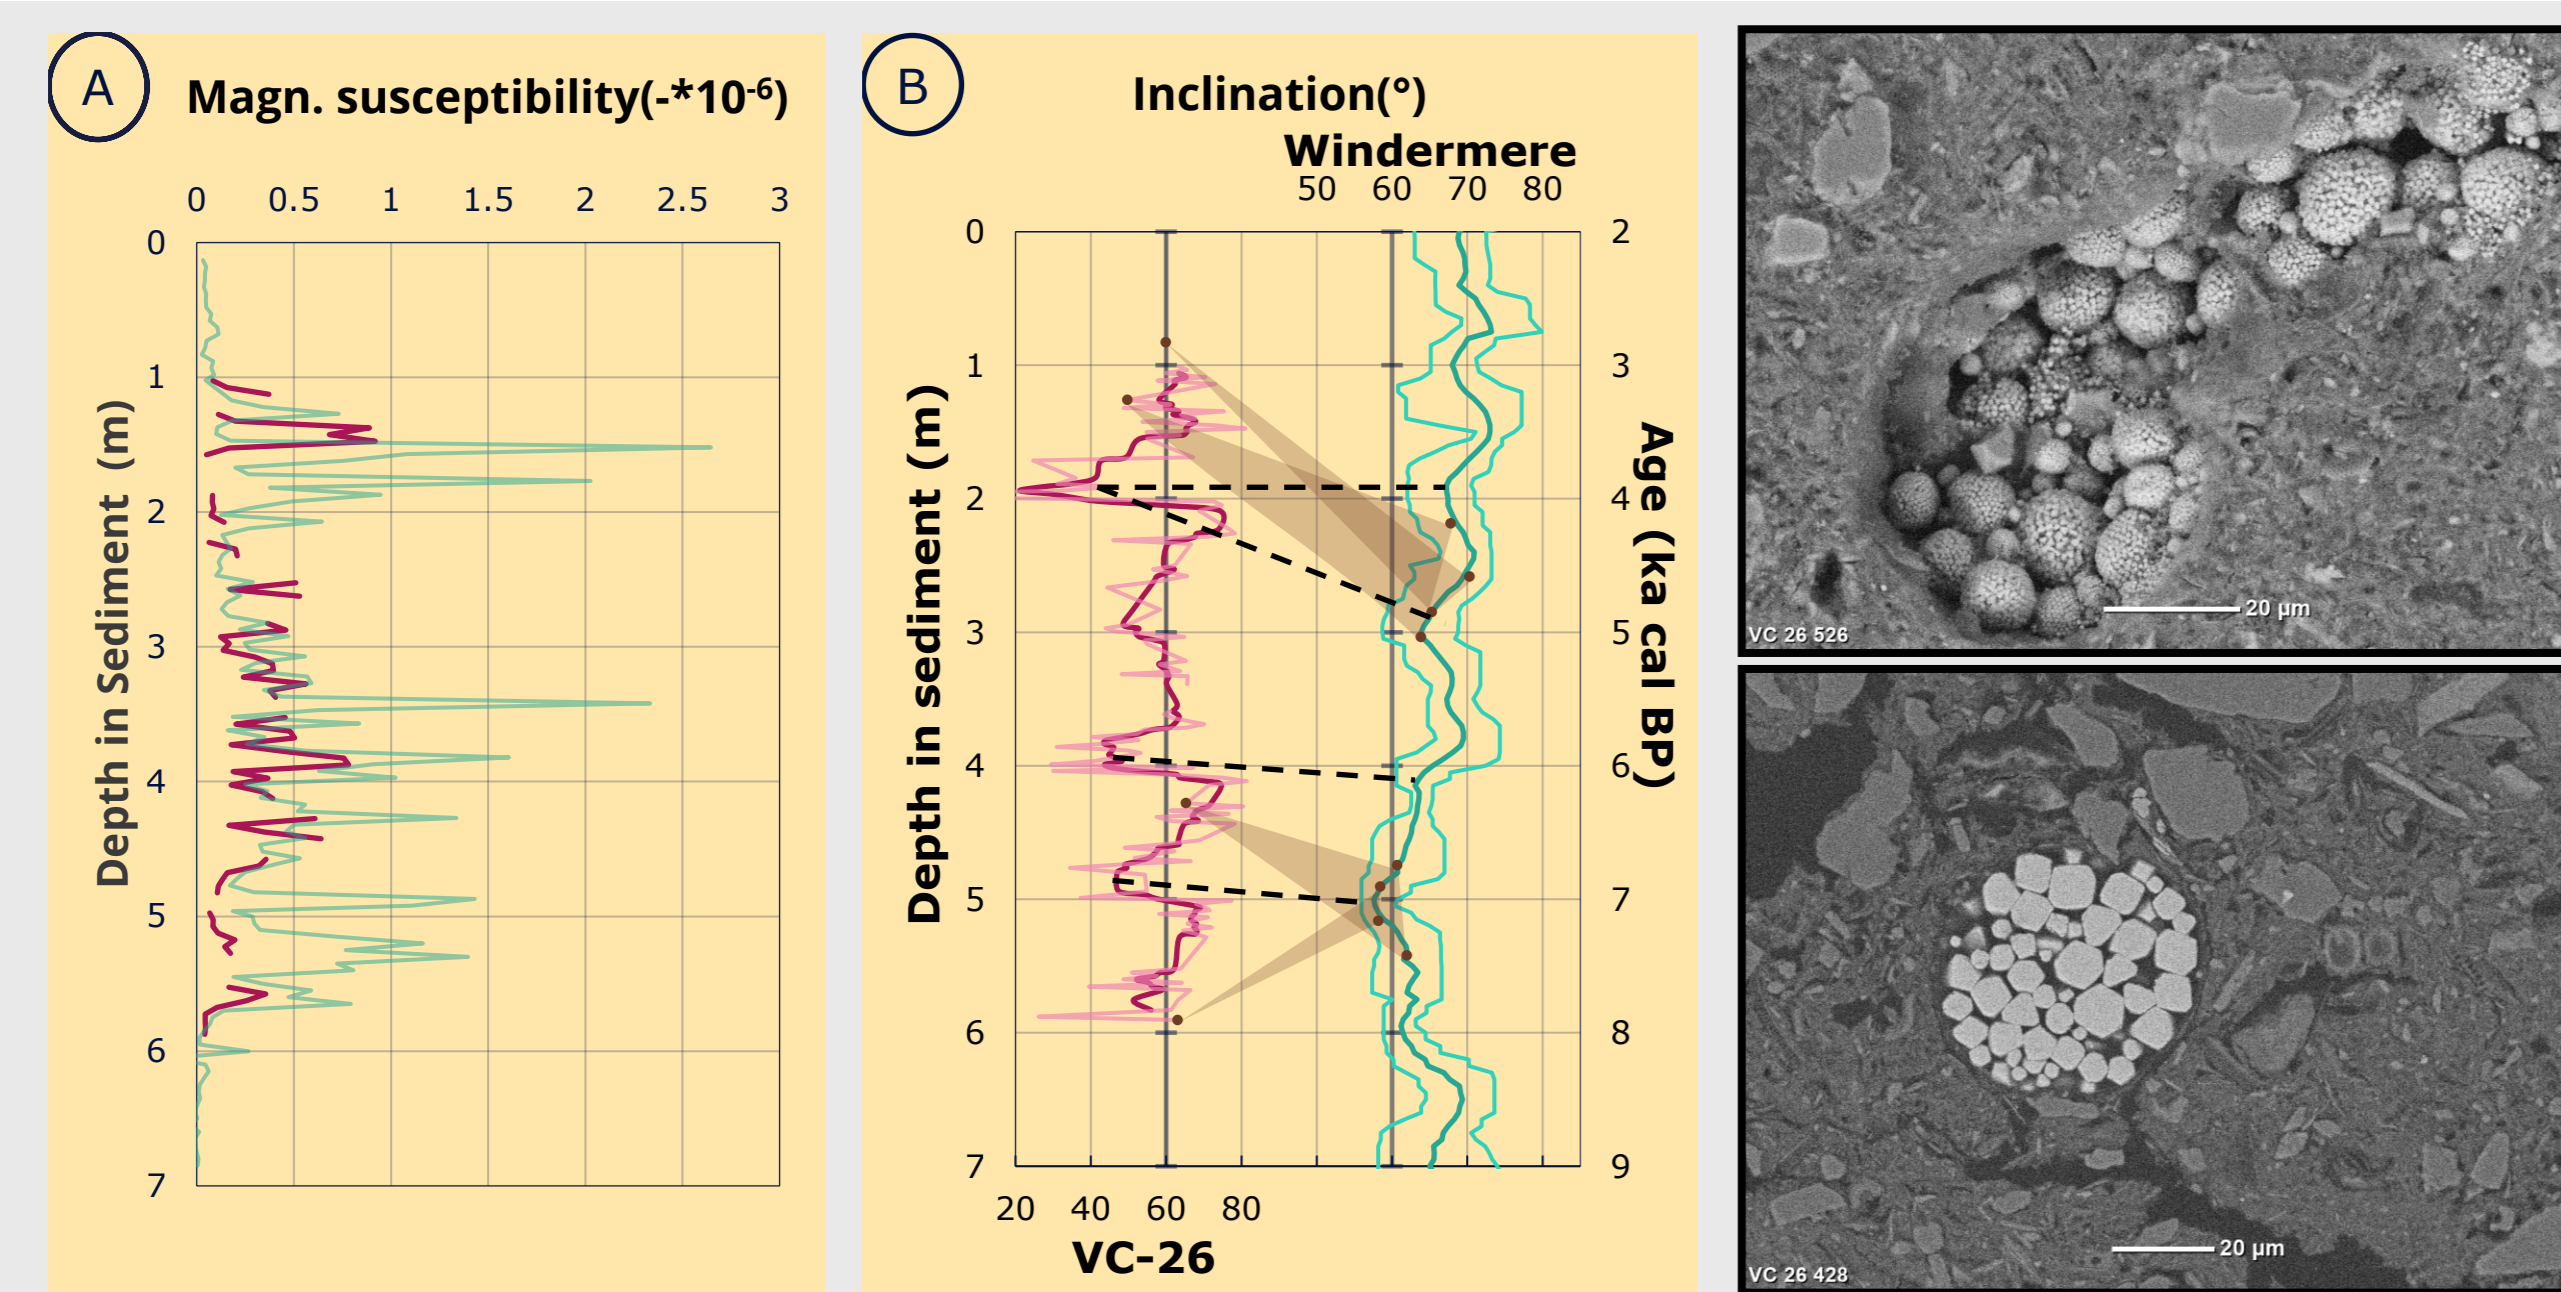 A
Magn. susceptibility(-*10⁻⁶)
0 0.5 1 1.5 2 2.5 3
0
1
2
3
4
5
6
7
Depth in Sediment (m)
B
Inclination(°)
Windermere
50 60 70 80
0
1
2
3
4
5
6
7
Depth in sediment (m)
2
3
4
5
6
7
8
9
Age (ka cal BP)
20 40 60 80
VC-26
20 µm
VC 26 526
20 µm
VC 26 428